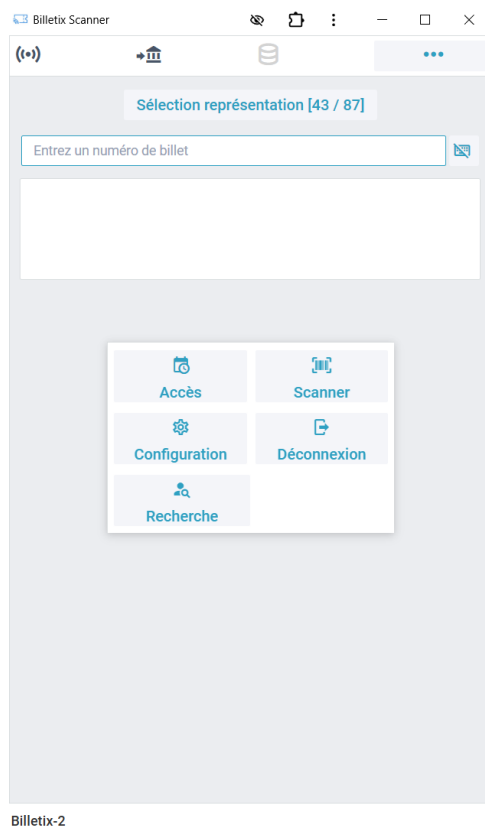 Billetix Scanner
Sélection représentation [43 / 87]
Entrez un numéro de billet
Accès
Scanner
Configuration
Déconnexion
Recherche
Billetix-2